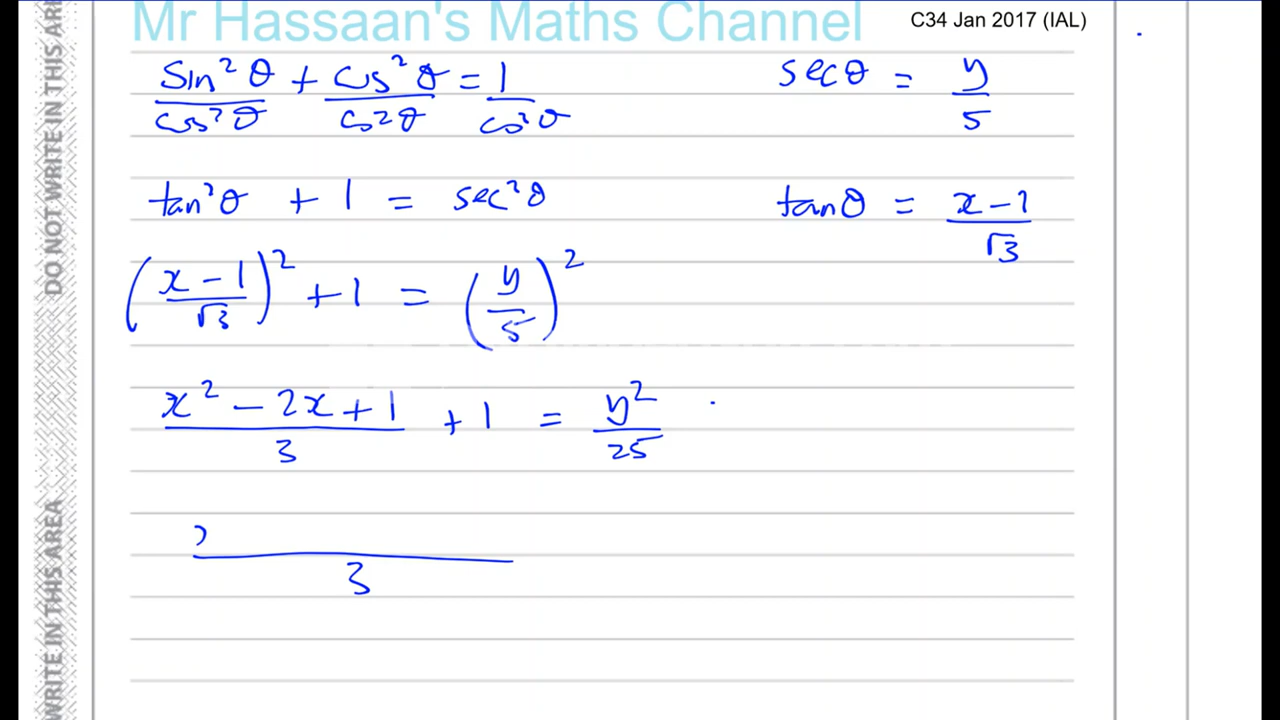 Mr Hassaan's Maths Channel
C34 Jan 2017 (IAL)
DO NOT WRITE IN THIS AREA
WRITE IN THIS AREA
sin²θ/cos²θ + cos²θ/cos²θ = 1/cos²θ
secθ = y/5
tan²θ + 1 = sec²θ
tanθ = (x-1)/√3
((x-1)/√3)² + 1 = (y/5)²
(x² - 2x + 1)/3 + 1 = y²/25
3